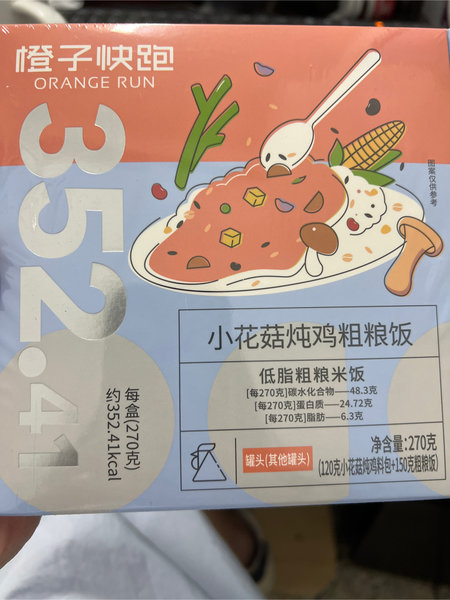 橙子快跑
ORANGE RUN
352.41
图案仅供参考
每盒(270克)
约352.41kcal
小花菇炖鸡粗粮饭
低脂粗粮米饭
[每270克]碳水化合物—48.3克
[每270克]蛋白质—24.72克
[每270克]脂肪—6.3克
罐头(其他罐头)
净含量:270克
(120克小花菇炖鸡料包+150克粗粮饭)